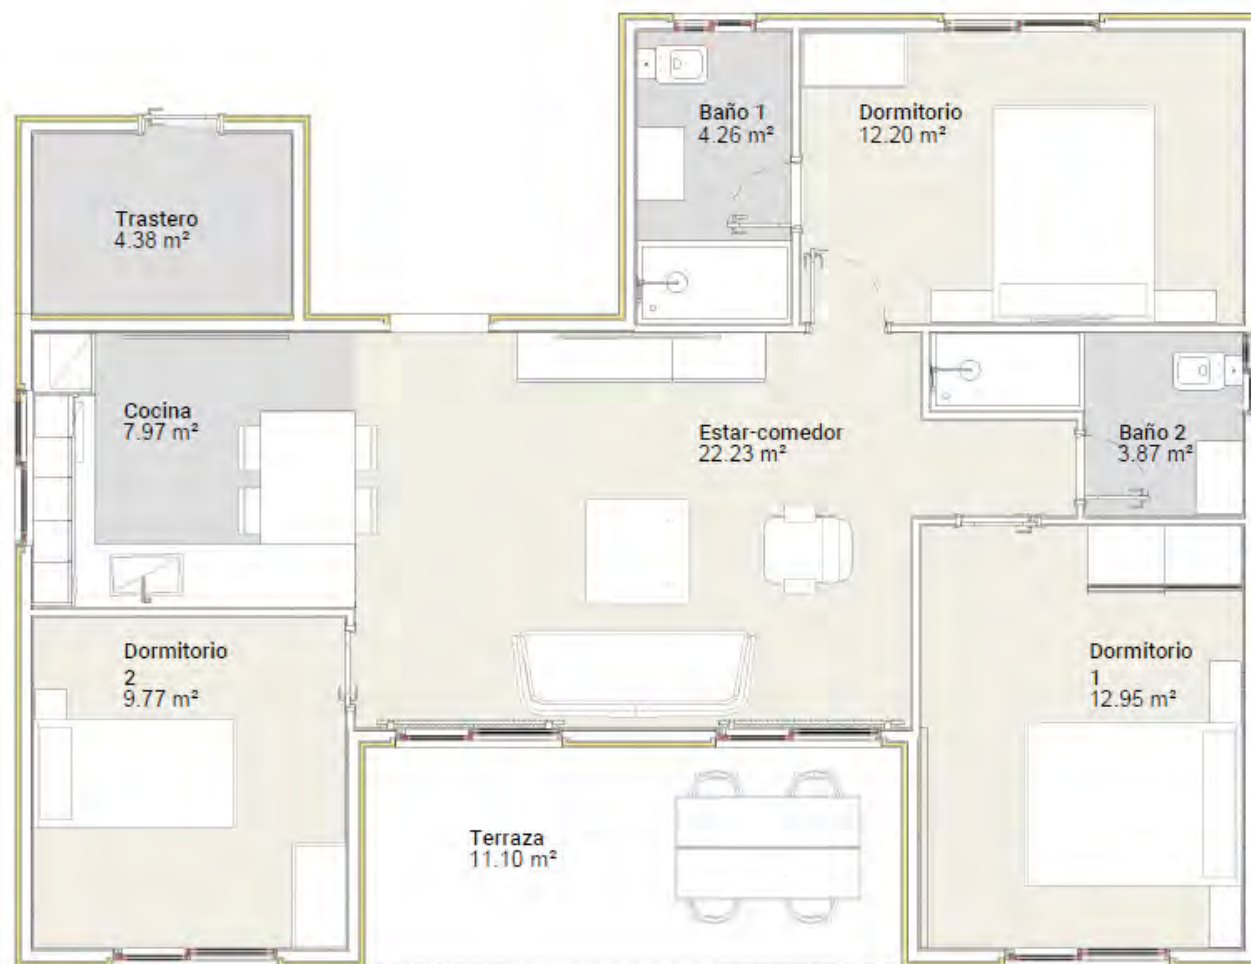 Baño 1
4.26 m²
Dormitorio
12.20 m²
Trastero
4.38 m²
Cocina
7.97 m²
Estar-comedor
22.23 m²
Baño 2
3.87 m²
Dormitorio
2
9.77 m²
Dormitorio
1
12.95 m²
Terraza
11.10 m²